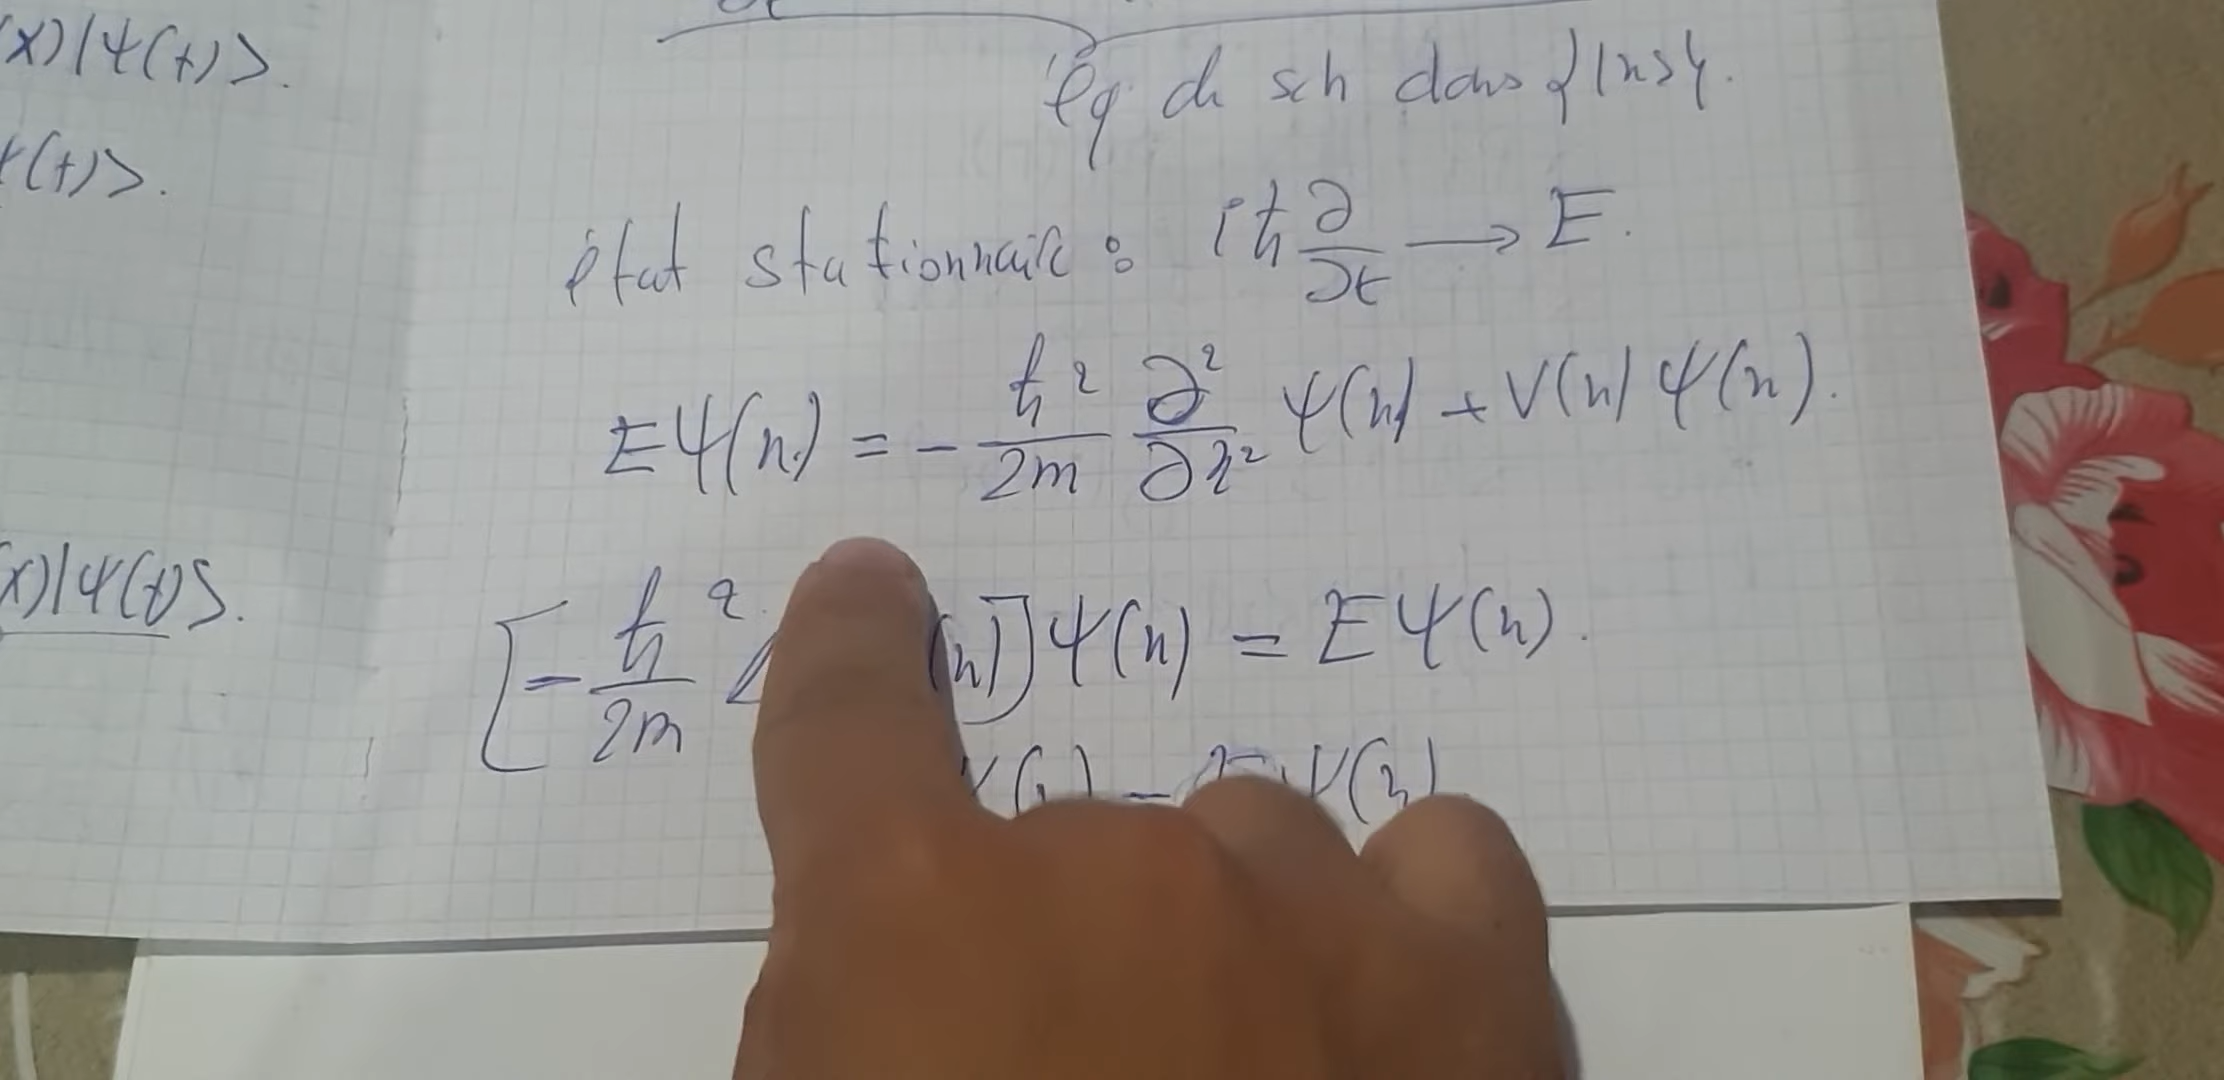 x)|Ψ(t)>.
(t)>.
x)|Ψ(t)>.
éq de sch dans {|x>}.
état stationnaire : iħ ∂/∂t → E.
EΨ(x) = - ħ²/2m ∂²/∂x² Ψ(x) + V(x) Ψ(x).
[- ħ²/2m (x)] Ψ(x) = E Ψ(x).
(x) = Ψ(x)